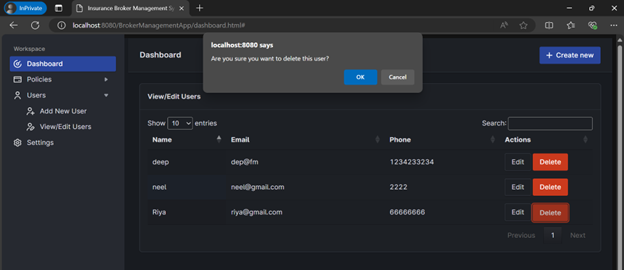 InPrivate
Insurance Broker Management Sy
localhost:8080/BrokerManagementApp/dashboard.html#
Workspace
Dashboard
Policies
Users
Add New User
View/Edit Users
Settings
Dashboard
+ Create new
localhost:8080 says
Are you sure you want to delete this user?
OK
Cancel
View/Edit Users
Show 10 entries
Search:
Name Email Phone Actions
deep dep@fm 1234233234 Edit Delete
neel neel@gmail.com 2222 Edit Delete
Riya riya@gmail.com 66666666 Edit Delete
Previous 1 Next